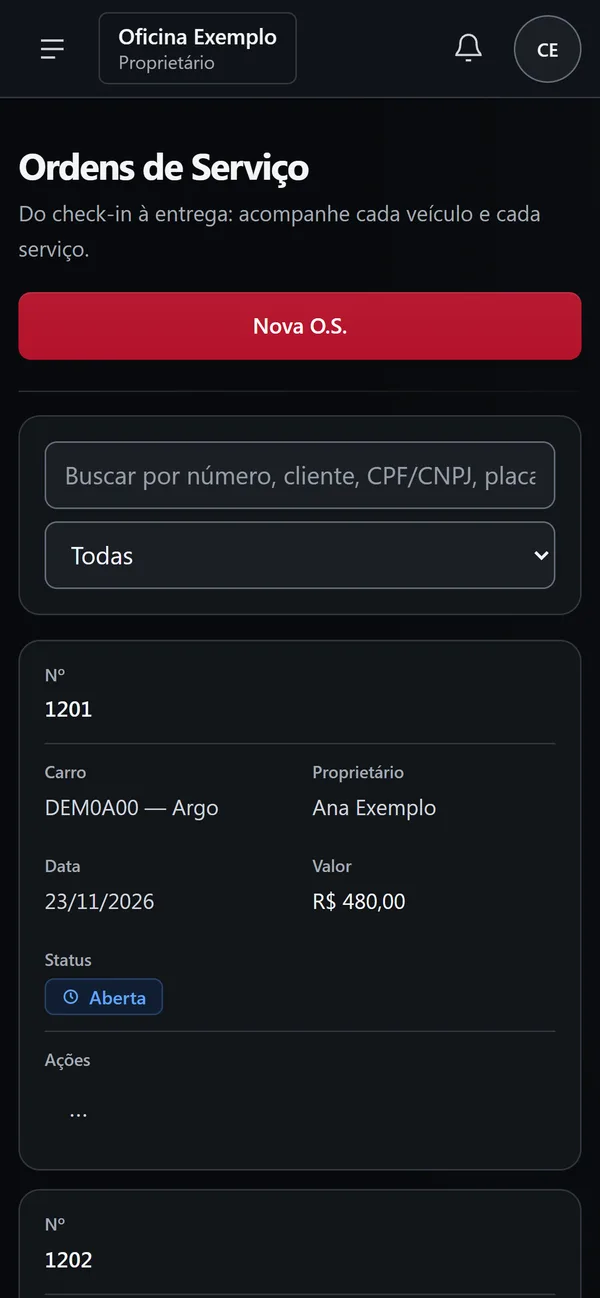 Oficina Exemplo
Proprietário
CE
Ordens de Serviço
Do check-in à entrega: acompanhe cada veículo e cada
serviço.
Nova O.S.
Buscar por número, cliente, CPF/CNPJ, placa
Todas
Nº
1201
Carro
Proprietário
DEM0A00 — Argo
Ana Exemplo
Data
Valor
23/11/2026
R$ 480,00
Status
Aberta
Ações
...
Nº
1202